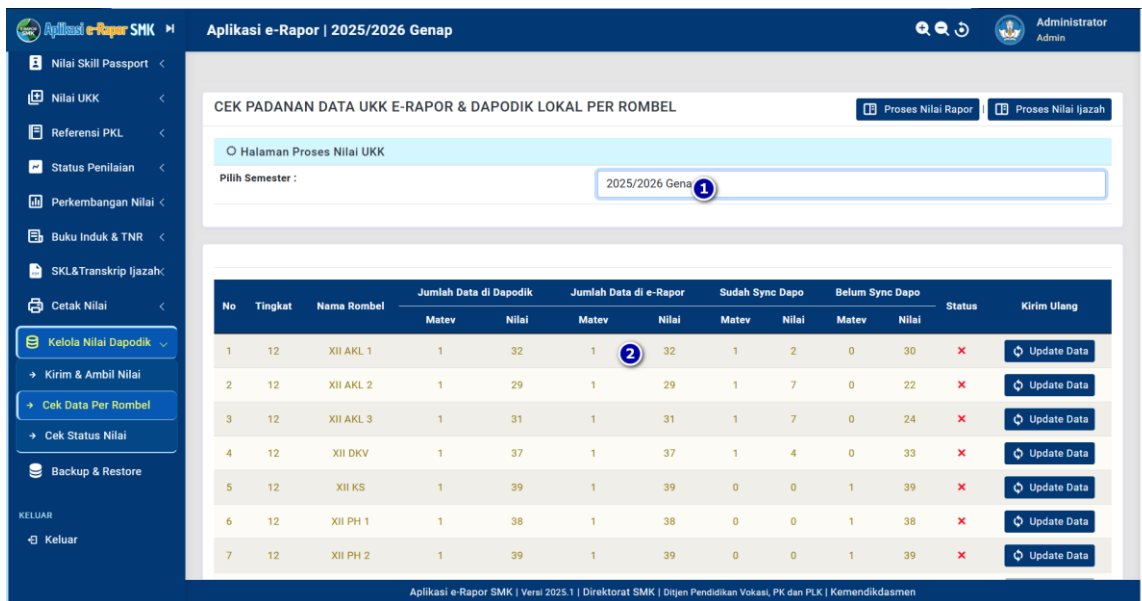 Aplikasi e-Rapor SMK
Aplikasi e-Rapor | 2025/2026 Genap
Administrator
Admin
Nilai Skill Passport
Nilai UKK
Referensi PKL
Status Penilaian
Perkembangan Nilai
Buku Induk & TNR
SKL&Transkrip Ijazah
Cetak Nilai
Kelola Nilai Dapodik
Kirim & Ambil Nilai
Cek Data Per Rombel
Cek Status Nilai
Backup & Restore
KELUAR
Keluar
CEK PADANAN DATA UKK E-RAPOR & DAPODIK LOKAL PER ROMBEL
Proses Nilai Rapor | Proses Nilai Ijazah
Halaman Proses Nilai UKK
Pilih Semester :
2025/2026 Gena
1
No Tingkat Nama Rombel Jumlah Data di Dapodik Jumlah Data di e-Rapor Sudah Sync Dapo Belum Sync Dapo Status Kirim Ulang
Matev Nilai Matev Nilai Matev Nilai Matev Nilai
1 12 XII AKL 1 1 32 1 2 32 1 2 0 30 × Update Data
2 12 XII AKL 2 1 29 1 29 1 7 0 22 × Update Data
3 12 XII AKL 3 1 31 1 31 1 7 0 24 × Update Data
4 12 XII DKV 1 37 1 37 1 4 0 33 × Update Data
5 12 XII KS 1 39 1 39 0 0 1 39 × Update Data
6 12 XII PH 1 1 38 1 38 0 0 1 38 × Update Data
7 12 XII PH 2 1 39 1 39 0 0 1 39 × Update Data
Aplikasi e-Rapor SMK | Versi 2025.1 | Direktorat SMK | Ditjen Pendidikan Vokasi, PK dan PLK | Kemendikdasmen